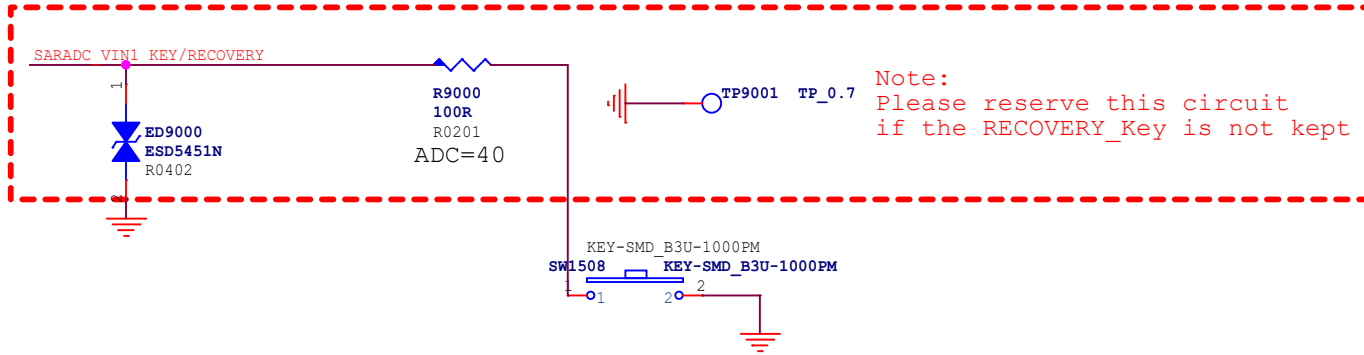 SARADC_VIN1_KEY/RECOVERY
1
R9000
100R
R0201
ADC=40
ED9000
ESD5451N
R0402
2
TP9001 TP_0.7
Note:
Please reserve this circuit
if the RECOVERY_Key is not kept
KEY-SMD_B3U-1000PM
SW1508 KEY-SMD_B3U-1000PM
1 2
1 2